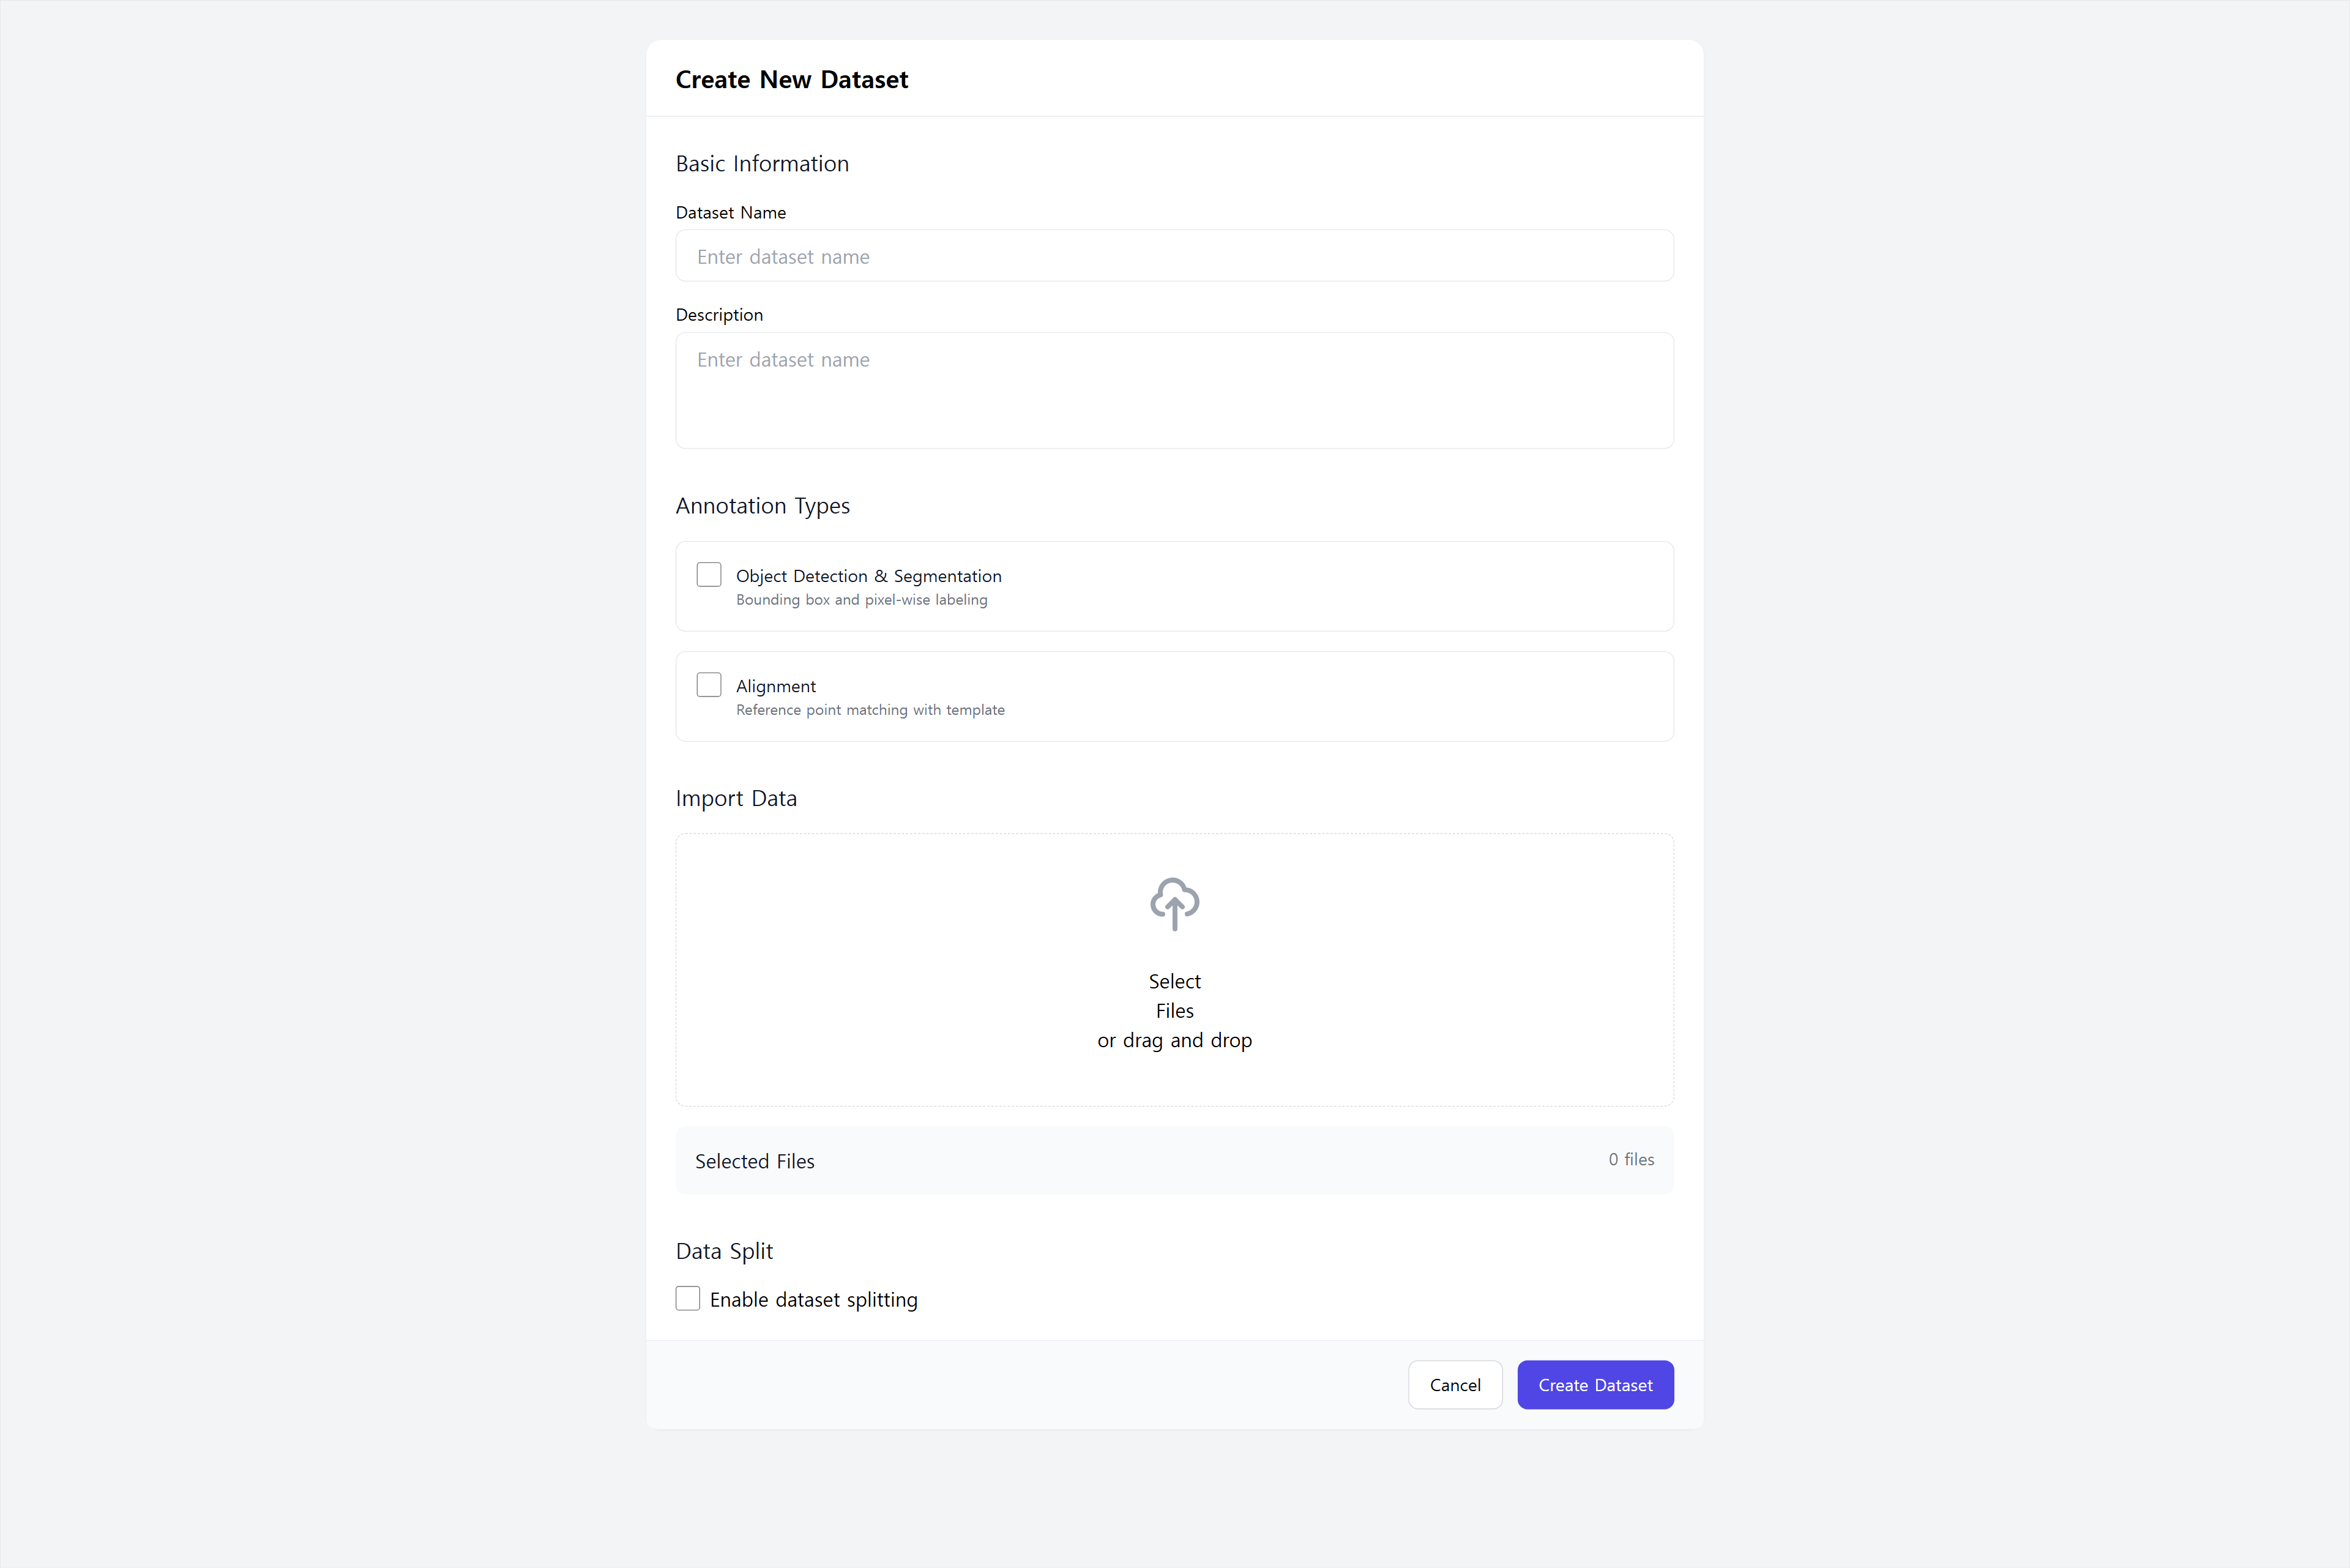 Create New Dataset
Basic Information
Dataset Name
Enter dataset name
Description
Enter dataset name
Annotation Types
Object Detection & Segmentation
Bounding box and pixel-wise labeling
Alignment
Reference point matching with template
Import Data
Select
Files
or drag and drop
Selected Files
0 files
Data Split
Enable dataset splitting
Cancel
Create Dataset